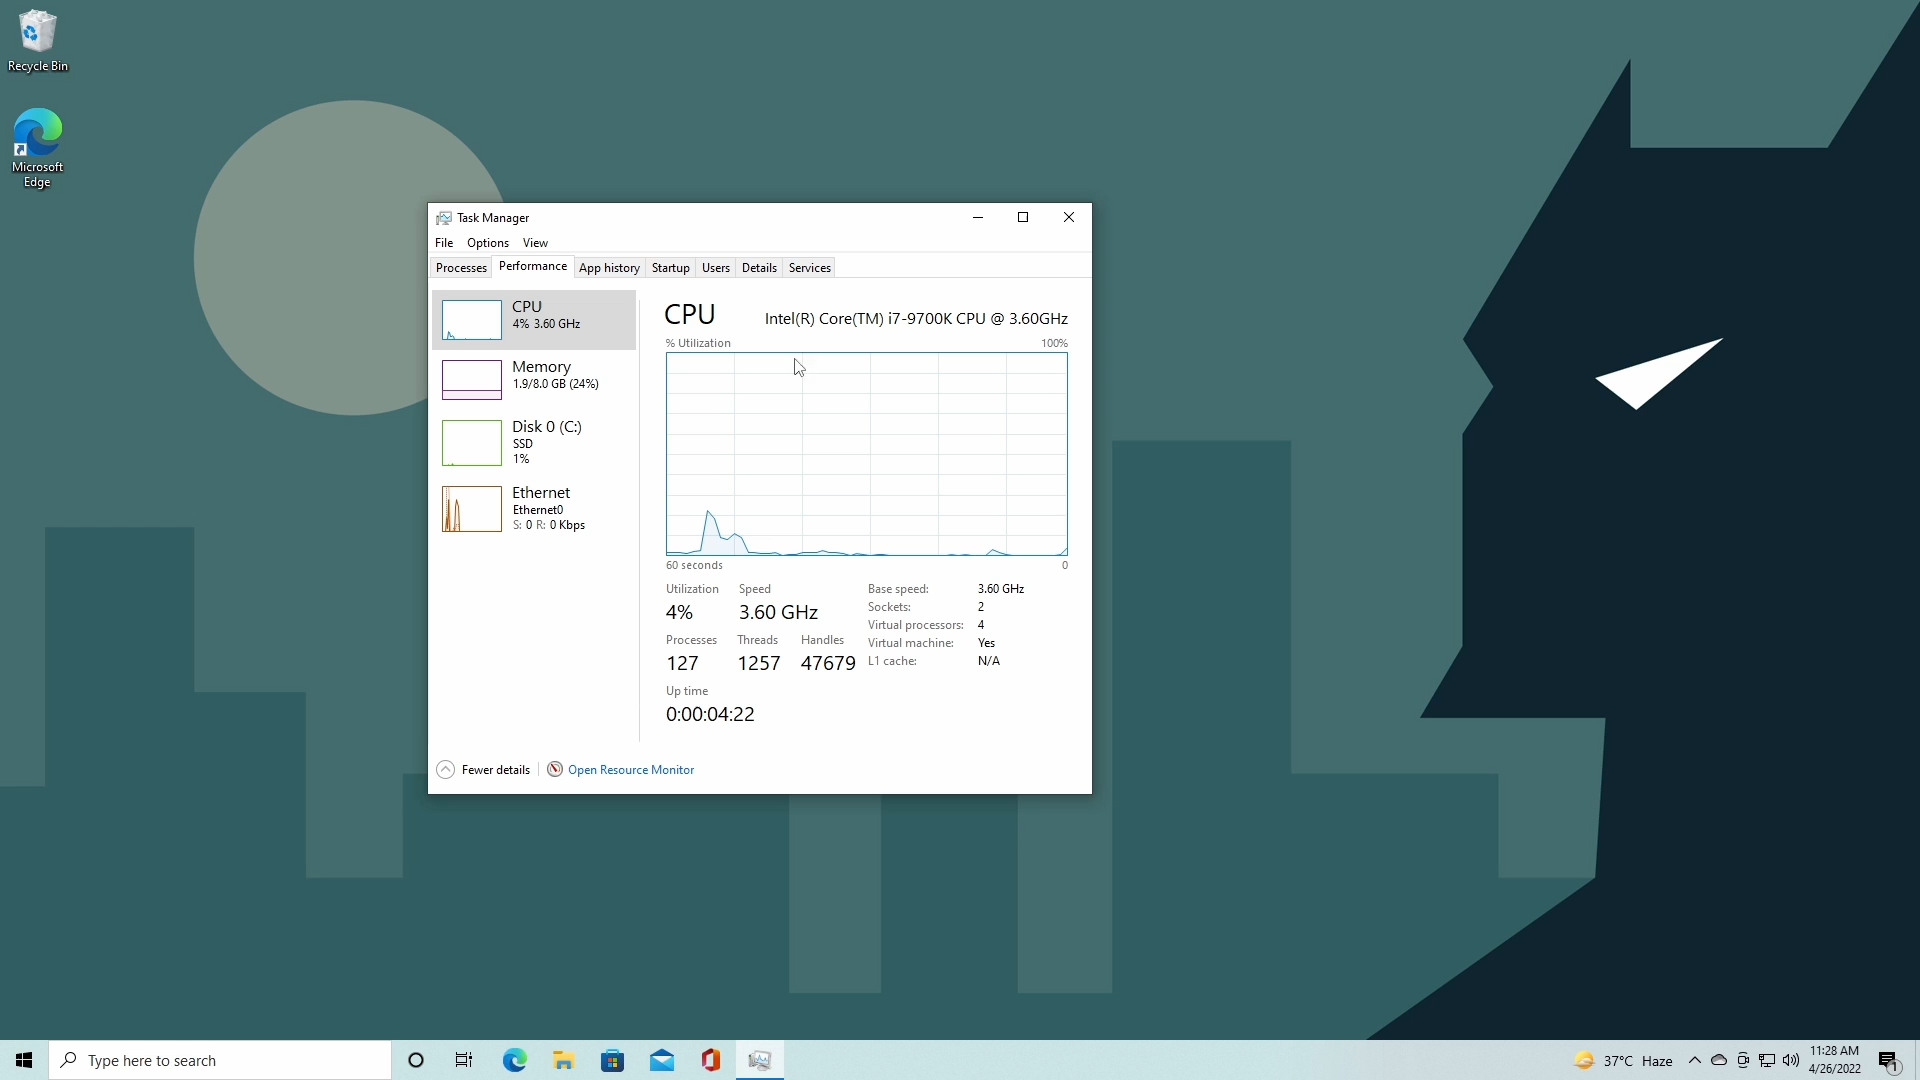 Recycle Bin
Microsoft
Edge
Task Manager
File Options View
Processes Performance App history Startup Users Details Services
CPU
4% 3.60 GHz
Memory
1.9/8.0 GB (24%)
Disk 0 (C:)
SSD
1%
Ethernet
Ethernet0
S: 0 R: 0 Kbps
CPU Intel(R) Core(TM) i7-9700K CPU @ 3.60GHz
% Utilization 100%
60 seconds 0
Utilization Speed
4% 3.60 GHz
Processes Threads Handles
127 1257 47679
Up time
0:00:04:22
Base speed: 3.60 GHz
Sockets: 2
Virtual processors: 4
Virtual machine: Yes
L1 cache: N/A
Fewer details Open Resource Monitor
Type here to search
37°C Haze
11:28 AM
4/26/2022
1